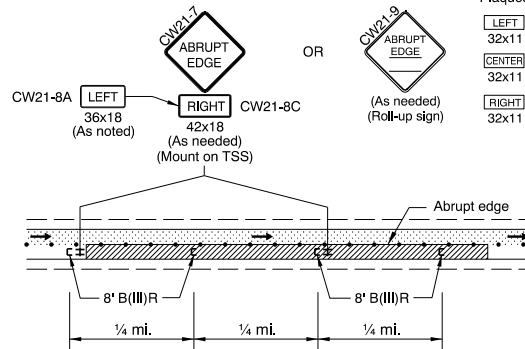 Plaques
CW21-7
ABRUPT
EDGE
OR
CW21-9
ABRUPT
EDGE
LEFT
32x11
CENTER
32x11
RIGHT
32x11
CW21-8A
LEFT
36x18
(As noted)
RIGHT
CW21-8C
42x18
(As needed)
(Mount on TSS)
(As needed)
(Roll-up sign)
Abrupt edge
8' B(III)R
8' B(III)R
¼ mi.
¼ mi.
¼ mi.